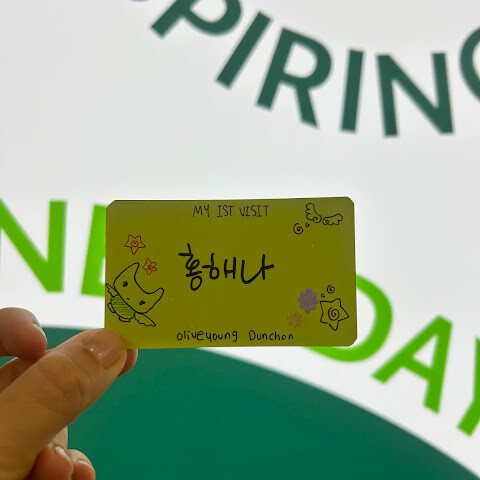 SPIRING
NE DAY
MY 1ST VISIT
홍해나
oliveyoung Dunchon